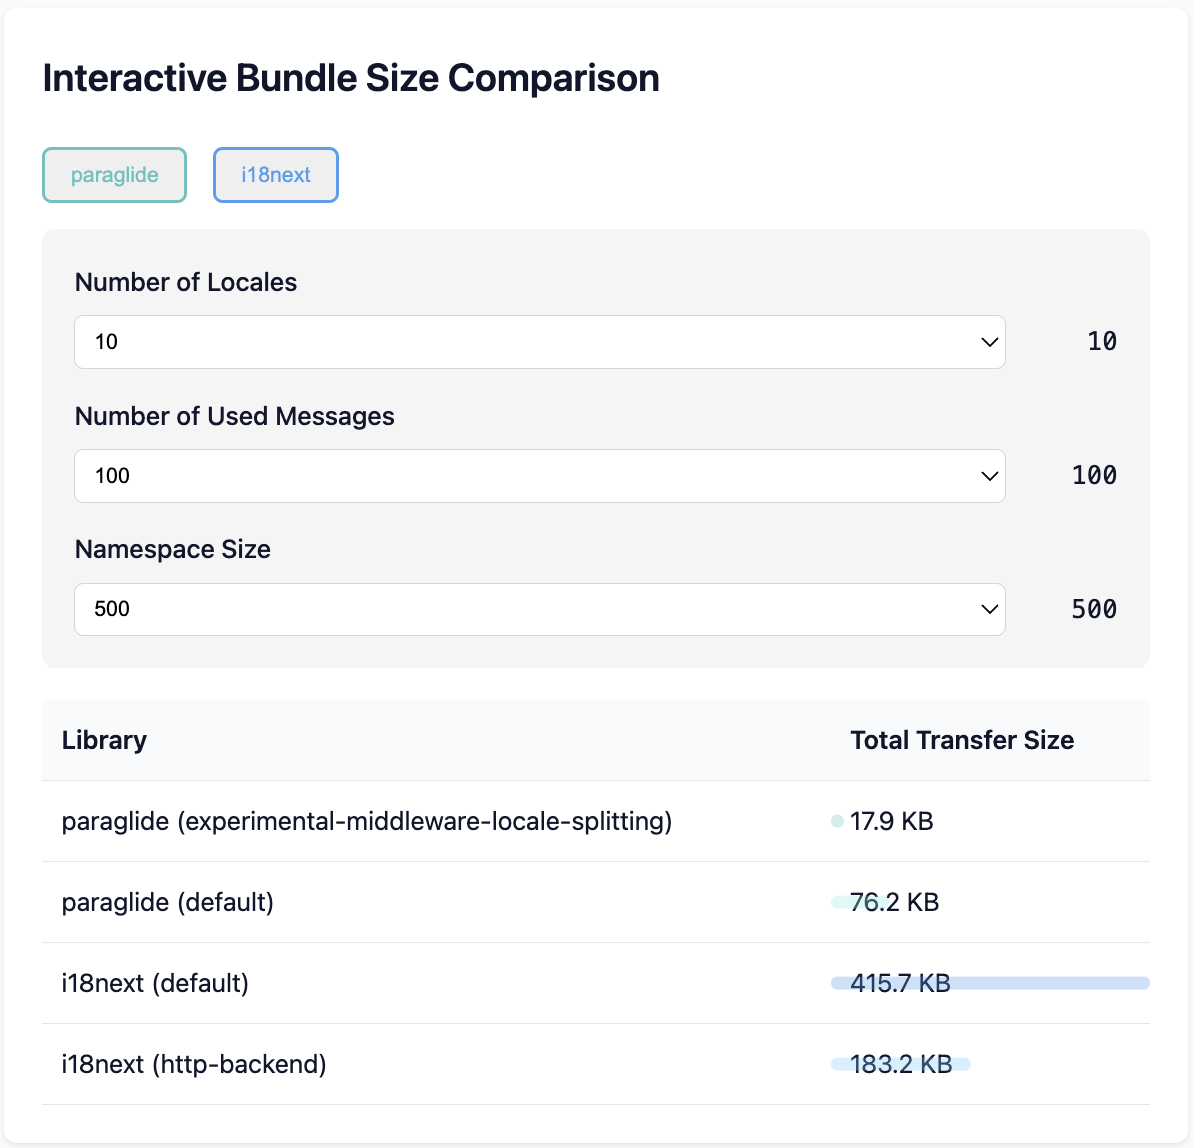 Interactive Bundle Size Comparison
paraglide i18next
Number of Locales
10 10
Number of Used Messages
100 100
Namespace Size
500 500
Library Total Transfer Size
paraglide (experimental-middleware-locale-splitting) 17.9 KB
paraglide (default) 76.2 KB
i18next (default) 415.7 KB
i18next (http-backend) 183.2 KB